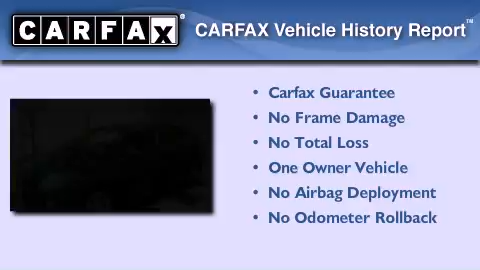 CARFAX® CARFAX Vehicle History Report™
• Carfax Guarantee
• No Frame Damage
• No Total Loss
• One Owner Vehicle
• No Airbag Deployment
• No Odometer Rollback